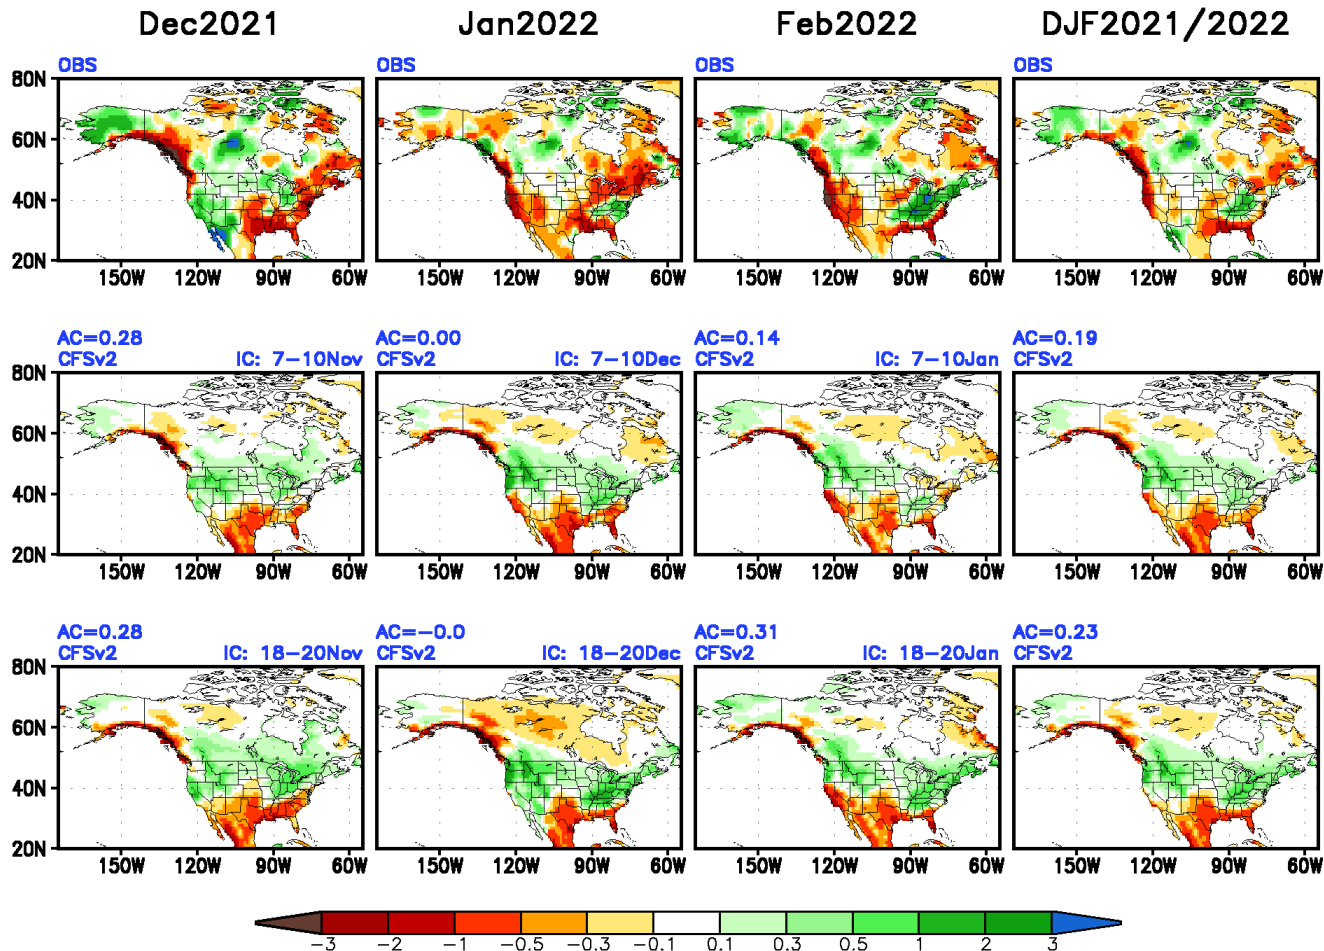 Dec2021 Jan2022 Feb2022 DJF2021/2022
OBS OBS OBS OBS
80N
60N
40N
20N
150W 120W 90W 60W 150W 120W 90W 60W 150W 120W 90W 60W 150W 120W 90W 60W
AC=0.28 AC=0.00 AC=0.14 AC=0.19
CFSv2 IC: 7-10Nov CFSv2 IC: 7-10Dec CFSv2 IC: 7-10Jan CFSv2
80N
60N
40N
20N
150W 120W 90W 60W 150W 120W 90W 60W 150W 120W 90W 60W 150W 120W 90W 60W
AC=0.28 AC=-0.0 AC=0.31 AC=0.23
CFSv2 IC: 18-20Nov CFSv2 IC: 18-20Dec CFSv2 IC: 18-20Jan CFSv2
80N
60N
40N
20N
150W 120W 90W 60W 150W 120W 90W 60W 150W 120W 90W 60W 150W 120W 90W 60W
-3 -2 -1 -0.5 -0.3 -0.1 0.1 0.3 0.5 1 2 3